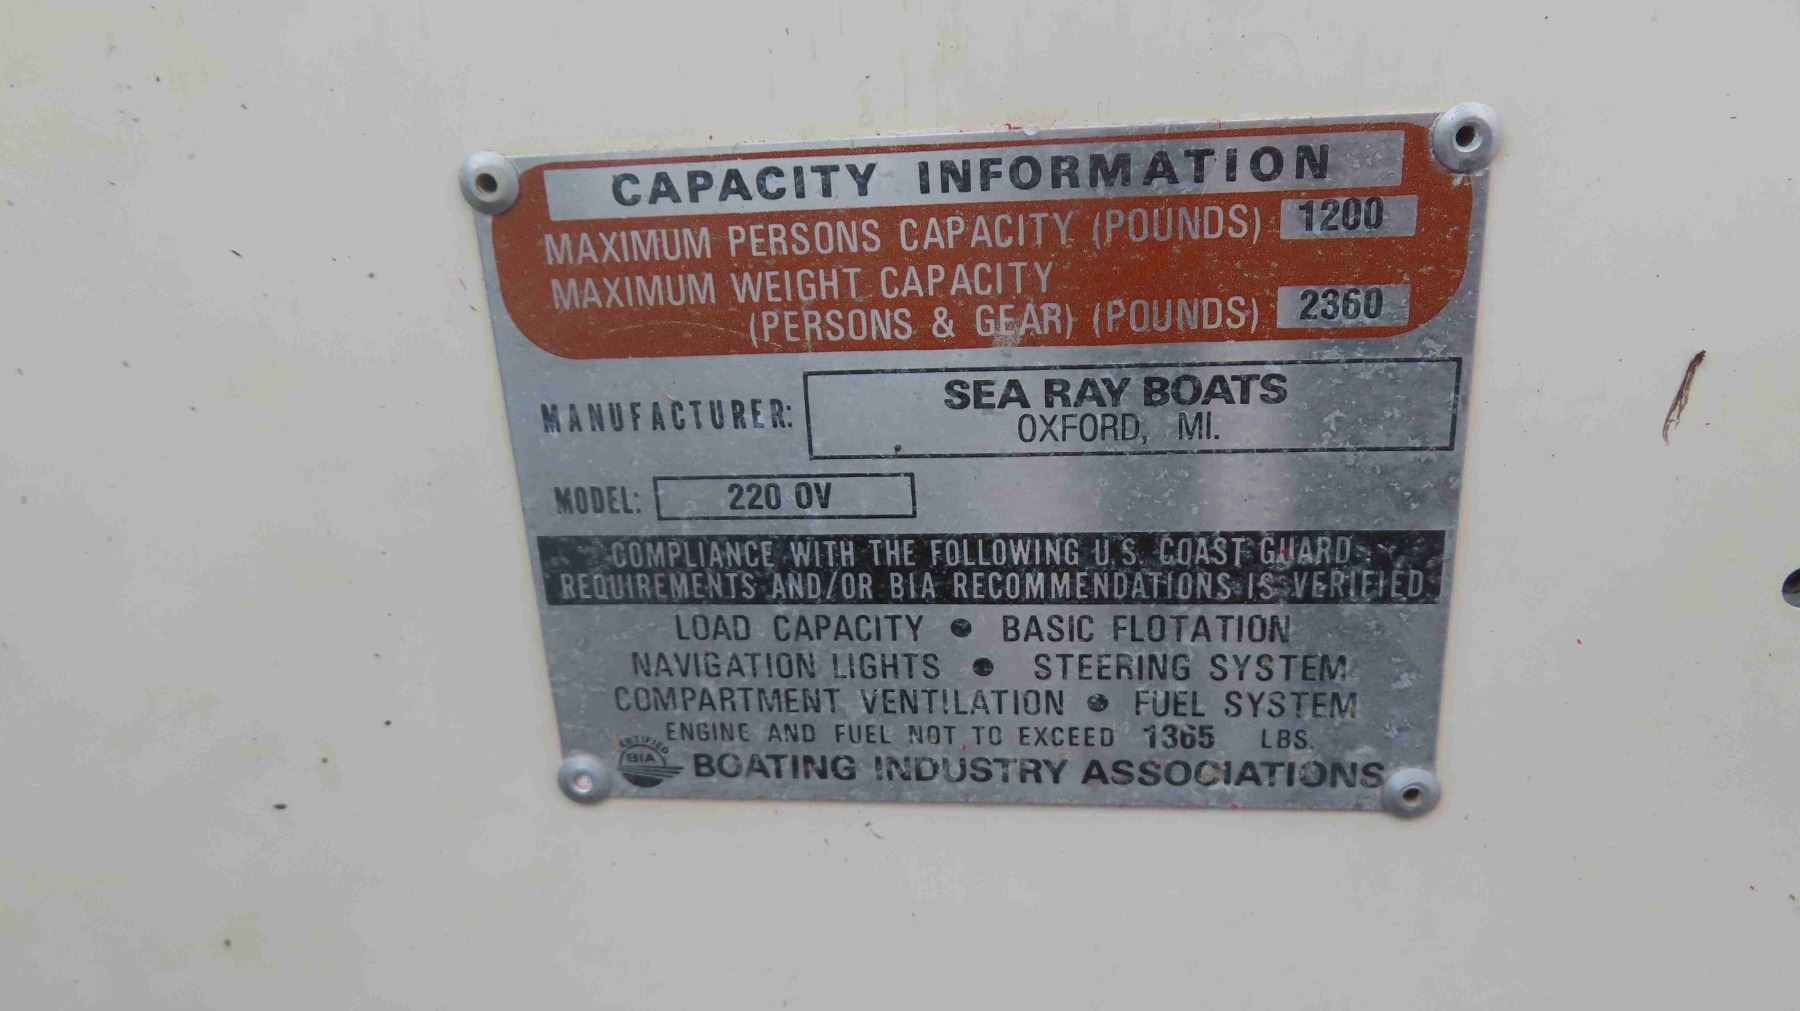 CAPACITY INFORMATION
MAXIMUM PERSONS CAPACITY (POUNDS) 1200
MAXIMUM WEIGHT CAPACITY
(PERSONS & GEAR) (POUNDS) 2360
MANUFACTURER: SEA RAY BOATS
OXFORD, MI.
MODEL: 220 OV
COMPLIANCE WITH THE FOLLOWING U.S. COAST GUARD
REQUIREMENTS AND/OR BIA RECOMMENDATIONS IS VERIFIED
LOAD CAPACITY ● BASIC FLOTATION
NAVIGATION LIGHTS ● STEERING SYSTEM
COMPARTMENT VENTILATION ● FUEL SYSTEM
ENGINE AND FUEL NOT TO EXCEED 1365 LBS.
CERTIFIED
BIA
BOATING INDUSTRY ASSOCIATIONS